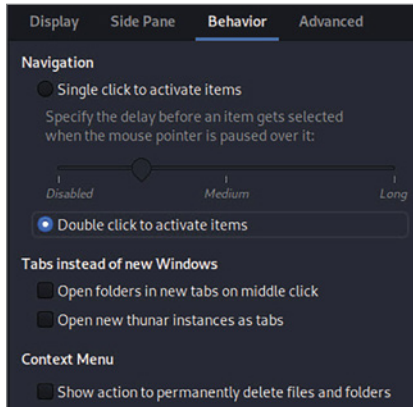 Display Side Pane Behavior Advanced
Navigation
Single click to activate items
Specify the delay before an item gets selected
when the mouse pointer is paused over it:
Disabled Medium Long
Double click to activate items
Tabs instead of new Windows
Open folders in new tabs on middle click
Open new thunar instances as tabs
Context Menu
Show action to permanently delete files and folders